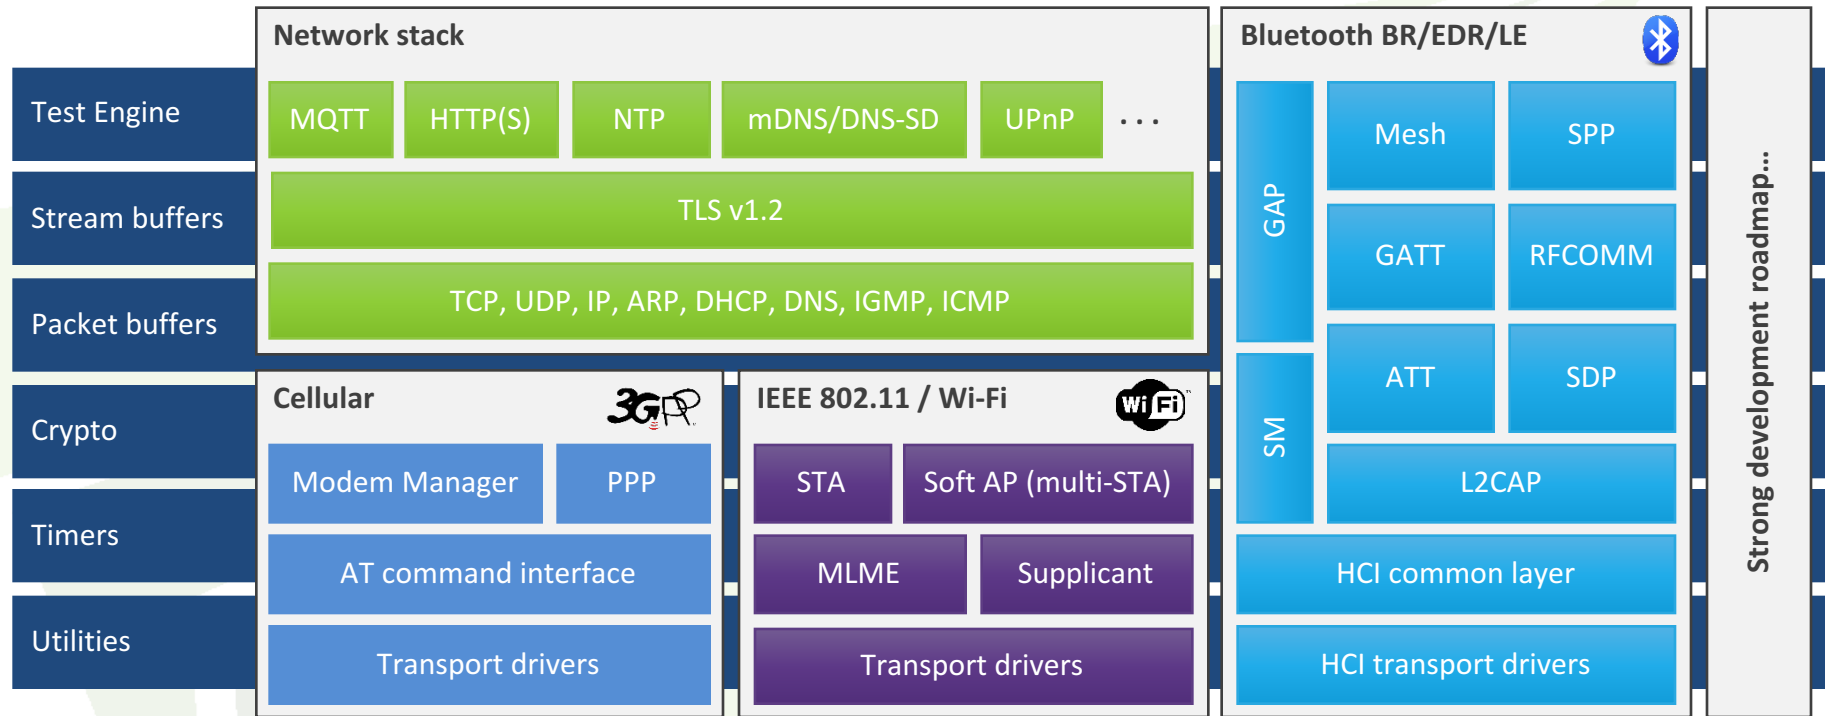 Network stack
MQTT
HTTP(S)
NTP
mDNS/DNS-SD
UPnP
...
TLS v1.2
TCP, UDP, IP, ARP, DHCP, DNS, IGMP, ICMP
Test Engine
Stream buffers
Packet buffers
Crypto
Timers
Utilities
Cellular
3GPP
Modem Manager
PPP
AT command interface
Transport drivers
IEEE 802.11 / Wi-Fi
Wi Fi
STA
Soft AP (multi-STA)
MLME
Supplicant
Transport drivers
Bluetooth BR/EDR/LE
GAP
SM
Mesh
SPP
GATT
RFCOMM
ATT
SDP
L2CAP
HCI common layer
HCI transport drivers
Strong development roadmap...